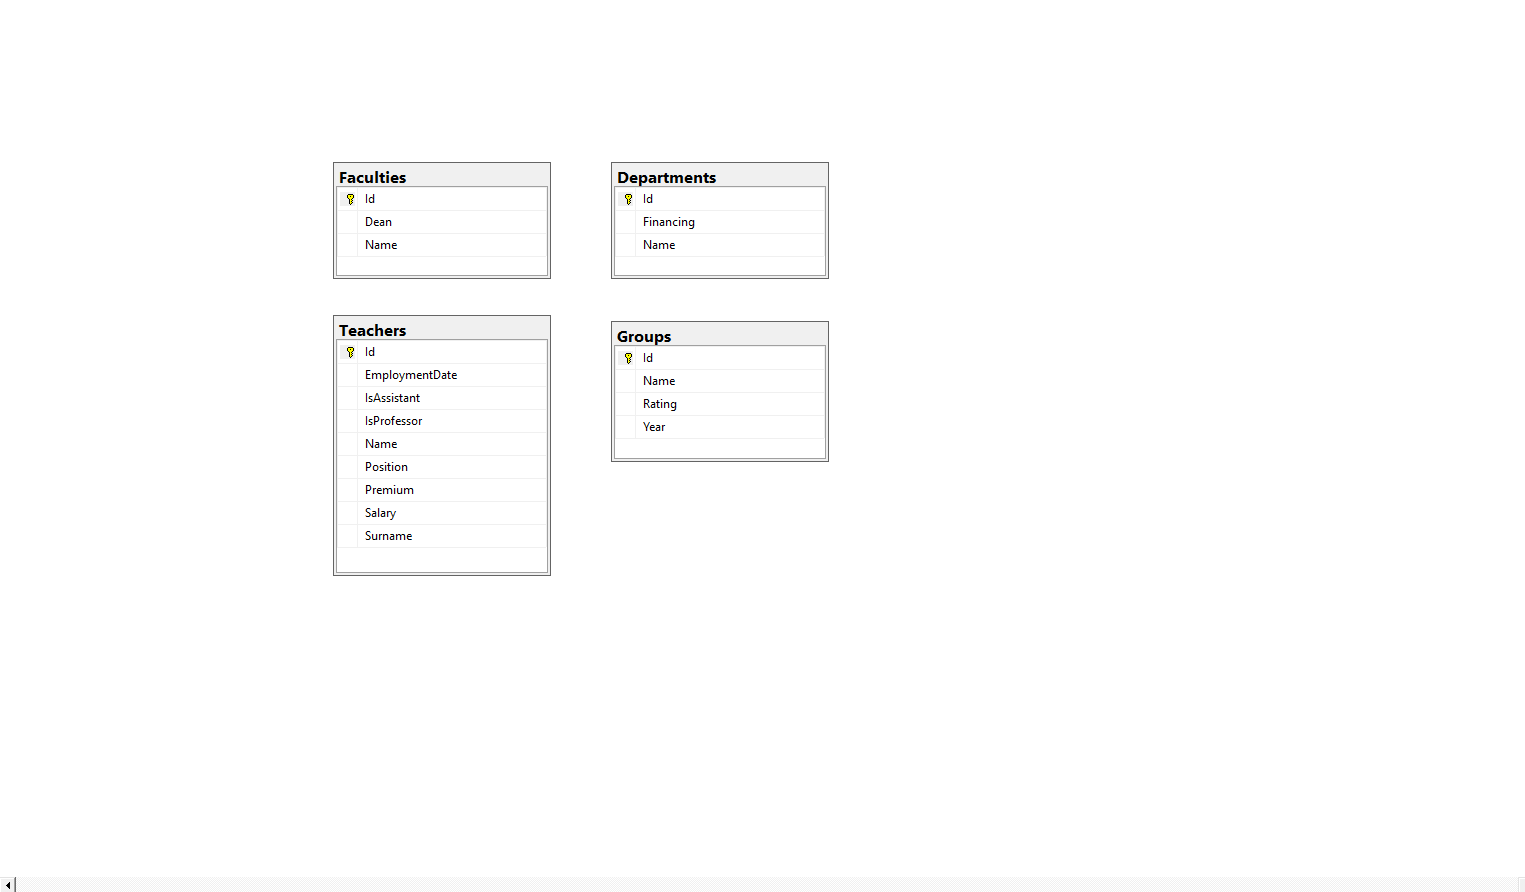 Faculties
Id
Dean
Name
Departments
Id
Financing
Name
Teachers
Id
EmploymentDate
IsAssistant
IsProfessor
Name
Position
Premium
Salary
Surname
Groups
Id
Name
Rating
Year